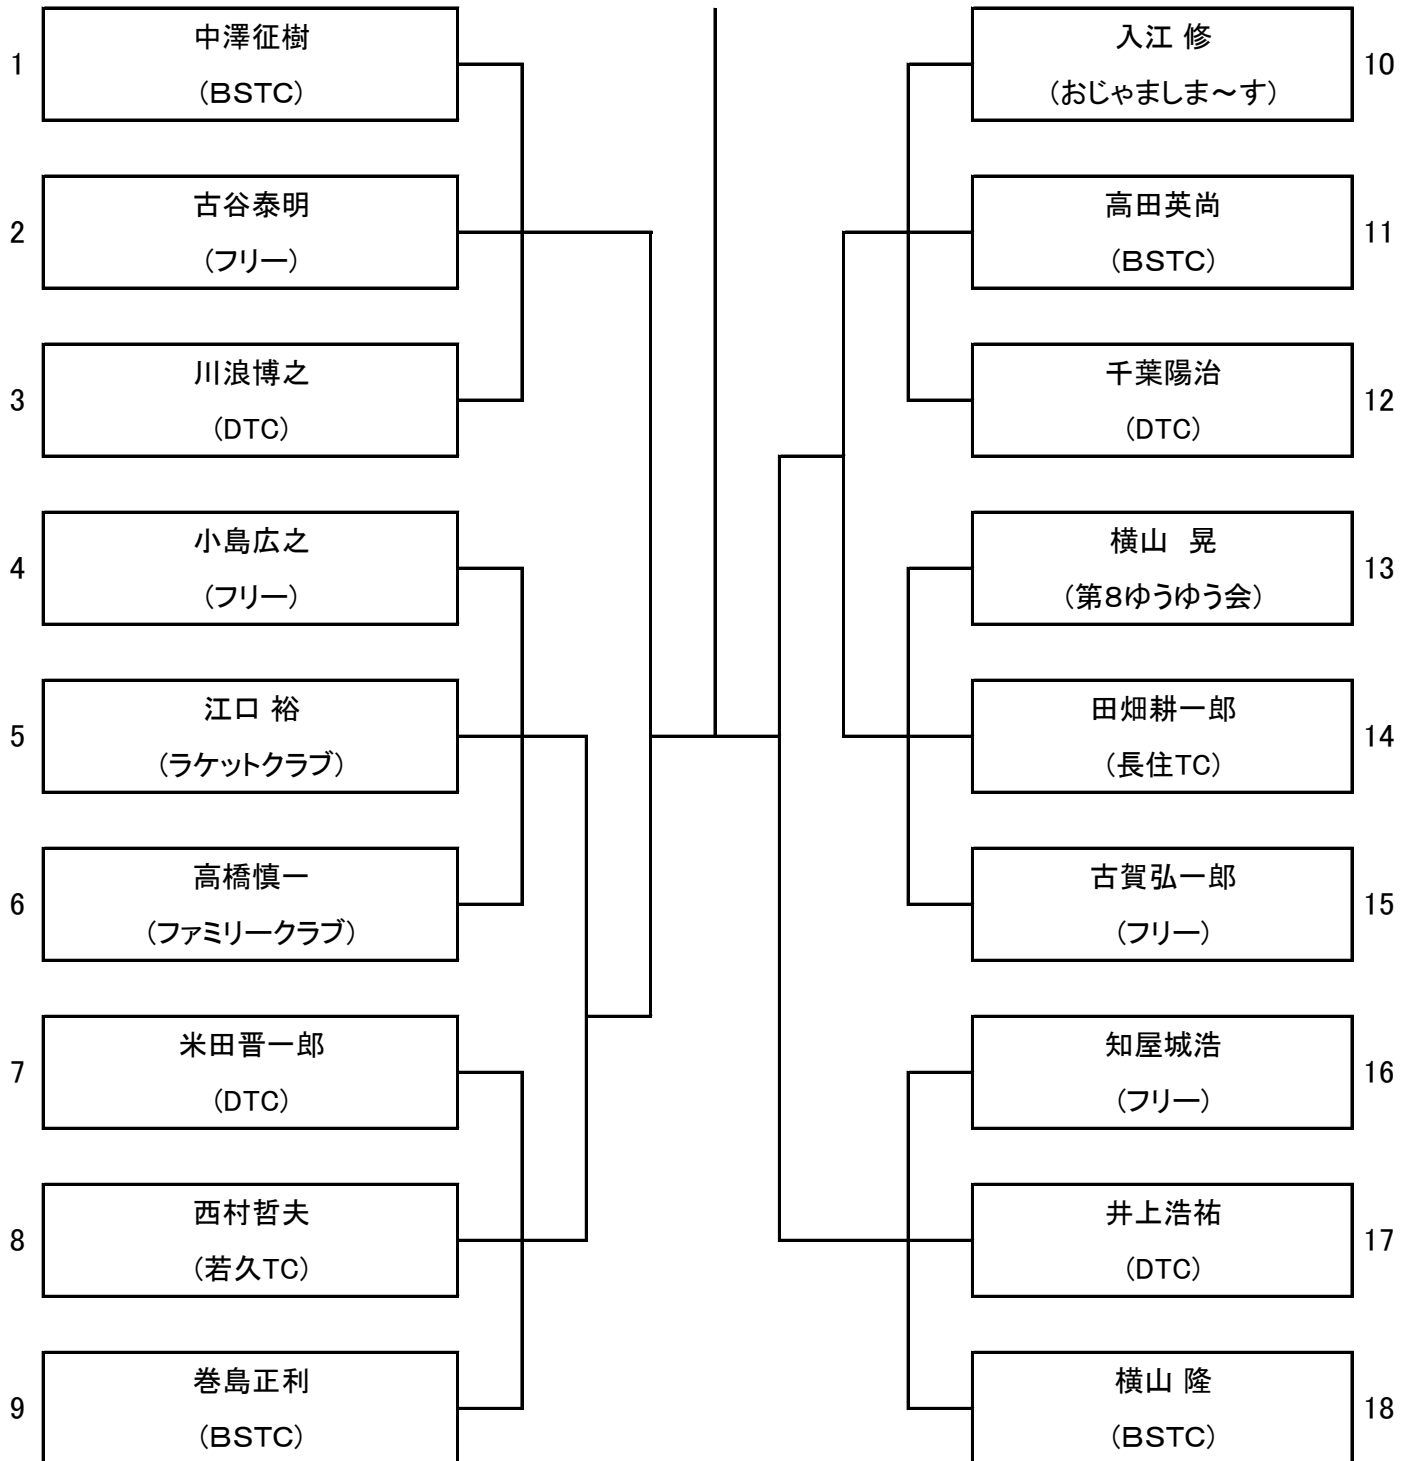 1
中澤征樹
(BSTC)
2
古谷泰明
(フリー)
3
川浪博之
(DTC)
4
小島広之
(フリー)
5
江口 裕
(ラケットクラブ)
6
高橋慎一
(ファミリークラブ)
7
米田晋一郎
(DTC)
8
西村哲夫
(若久TC)
9
巻島正利
(BSTC)
入江 修
(おじゃましま～す)
10
高田英尚
(BSTC)
11
千葉陽治
(DTC)
12
横山　晃
(第8ゆうゆう会)
13
田畑耕一郎
(長住TC)
14
古賀弘一郎
(フリー)
15
知屋城浩
(フリー)
16
井上浩祐
(DTC)
17
横山 隆
(BSTC)
18